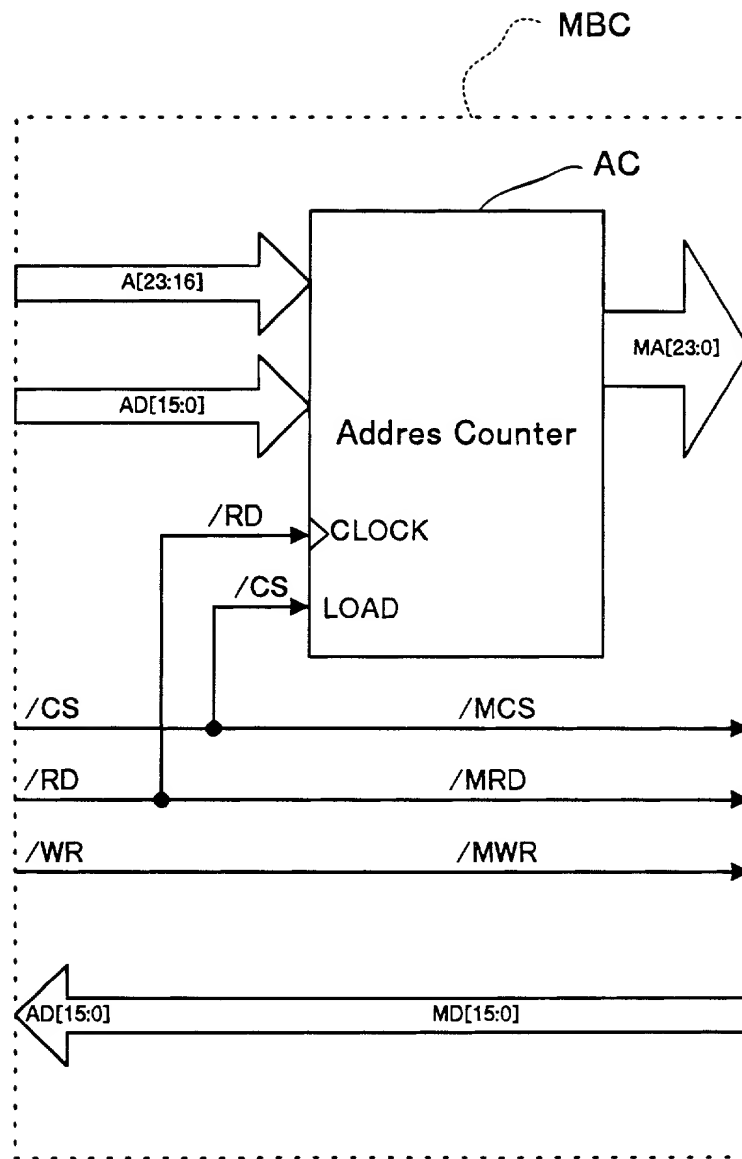 MBC
AC
A[23:16]
MA[23:0]
AD[15:0]
Addres Counter
/RD
CLOCK
/CS
LOAD
/CS /MCS
/RD /MRD
/WR /MWR
AD[15:0] MD[15:0]